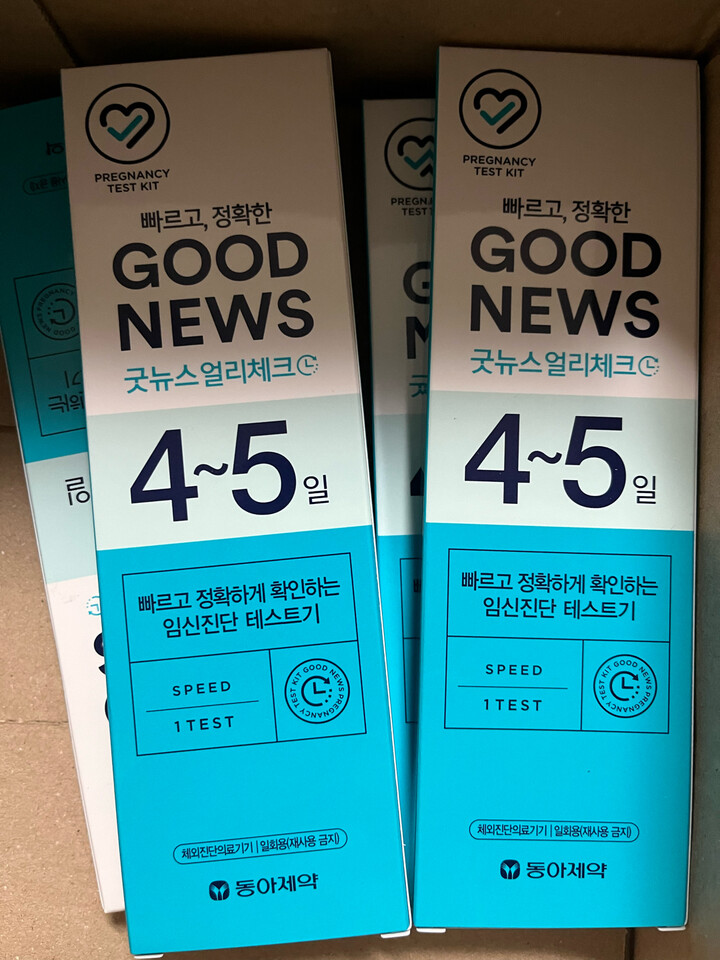 PREGNANCY
TEST KIT
빠르고, 정확한
GOOD
NEWS
굿뉴스얼리체크
4~5일
빠르고 정확하게 확인하는
임신진단 테스트기
SPEED
1 TEST
GOOD NEWS PREGNANCY TEST KIT
체외진단의료기기 | 일회용(재사용 금지)
동아제약
PREGNANCY
TEST KIT
빠르고, 정확한
GOOD
NEWS
굿뉴스얼리체크
4~5일
빠르고 정확하게 확인하는
임신진단 테스트기
SPEED
1 TEST
GOOD NEWS PREGNANCY TEST KIT
체외진단의료기기 | 일회용(재사용 금지)
동아제약